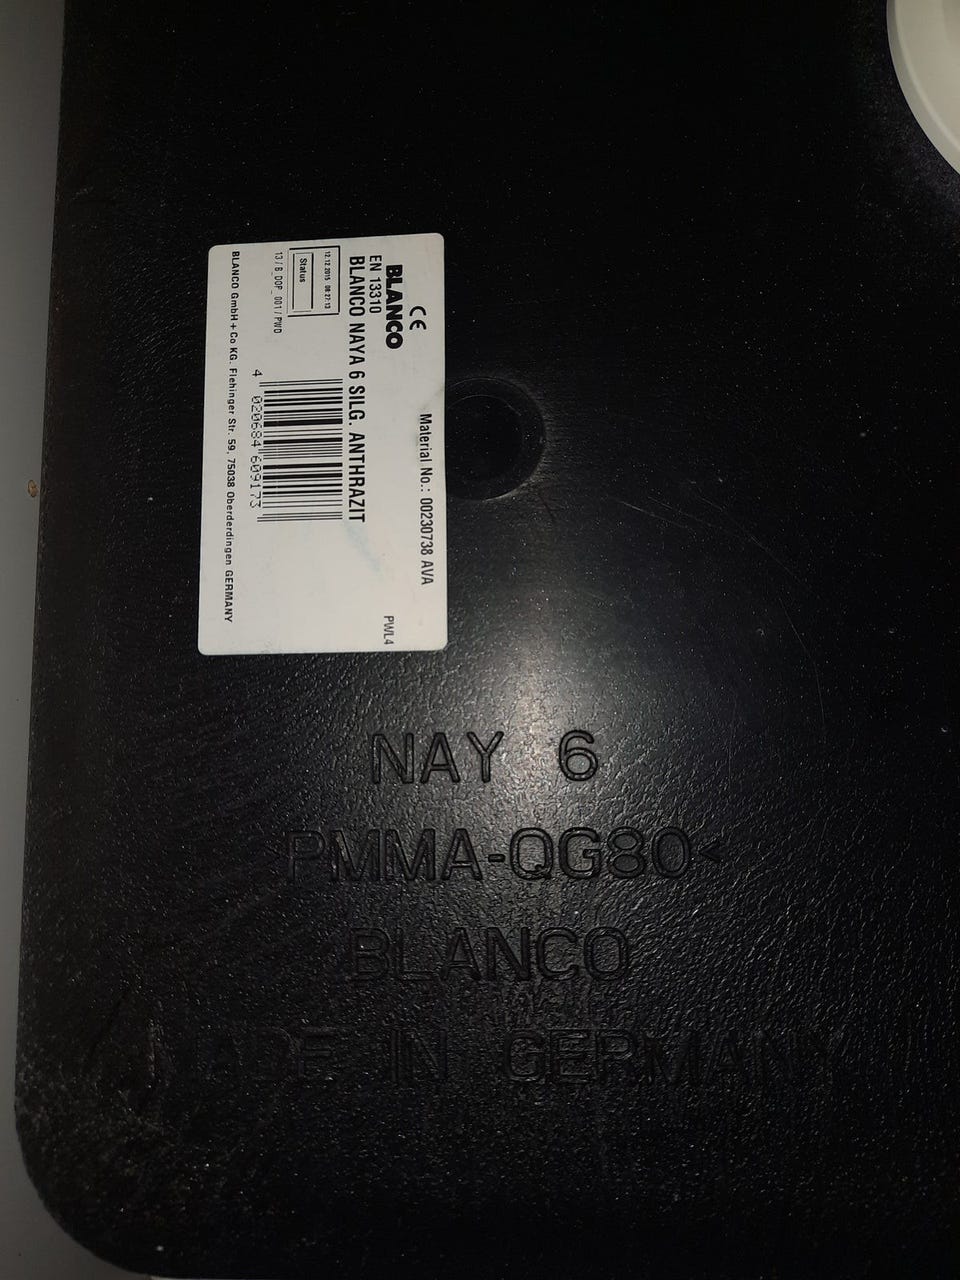 CE
Material No.: 00230738 AVA
BLANCO
EN 13310
PWL4
BLANCO NAYA 6 SILG. ANTHRAZIT
12.12.2015 08:27:13
Status
13 / B_DOP_001 / PWD
4 020684 609173
BLANCO GmbH + Co KG. Flehinger Str. 59, 75038 Oberderdingen GERMANY
NAY 6
>PMMA-QG80<
BLANCO
MADE IN GERMANY